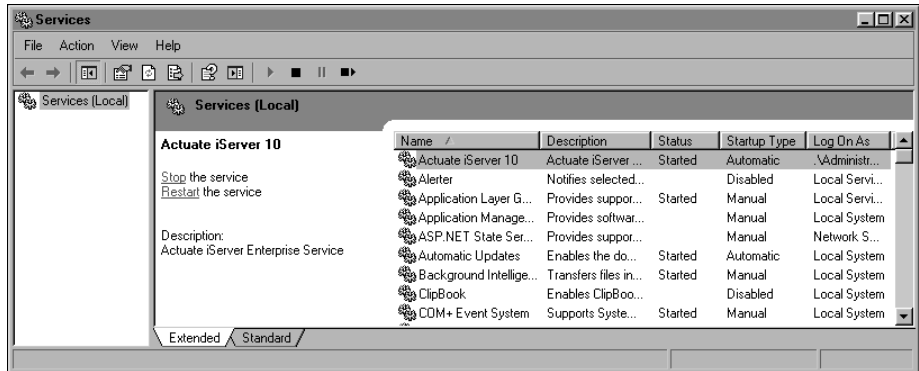 Services
File Action View Help
Services (Local)
Services (Local)
Actuate iServer 10
Stop the service
Restart the service
Description:
Actuate iServer Enterprise Service
Name Description Status Startup Type Log On As
Actuate iServer 10 Actuate iServer ... Started Automatic .\Administr...
Alerter Notifies selected... Disabled Local Servi...
Application Layer G... Provides suppor... Started Manual Local Servi...
Application Manage... Provides softwar... Manual Local System
ASP.NET State Ser... Provides suppor... Manual Network S...
Automatic Updates Enables the do... Started Automatic Local System
Background Intellige... Transfers files in... Started Manual Local System
ClipBook Enables ClipBoo... Disabled Local System
COM+ Event System Supports Syste... Started Manual Local System
Extended Standard